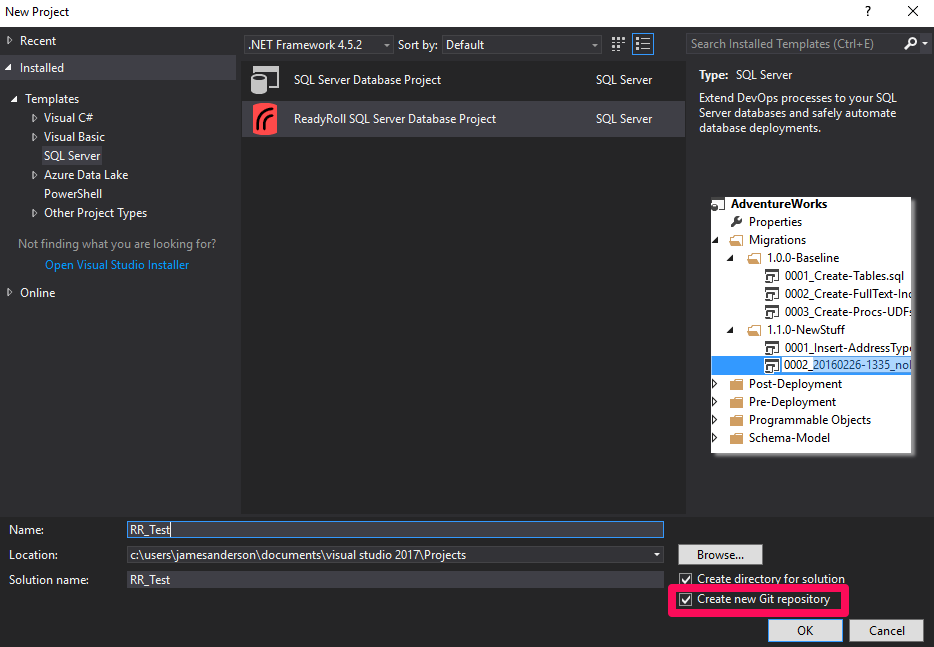 New Project
?
Recent
.NET Framework 4.5.2
Sort by:
Default
Search Installed Templates (Ctrl+E)
Installed
Templates
Visual C#
Visual Basic
SQL Server
Azure Data Lake
PowerShell
Other Project Types
Not finding what you are looking for?
Open Visual Studio Installer
Online
SQL Server Database Project
SQL Server
ReadyRoll SQL Server Database Project
SQL Server
Type: SQL Server
Extend DevOps processes to your SQL
Server databases and safely automate
database deployments.
AdventureWorks
Properties
Migrations
1.0.0-Baseline
0001_Create-Tables.sql
0002_Create-FullText-Ind
0003_Create-Procs-UDFs
1.1.0-NewStuff
0001_Insert-AddressType
0002_20160226-1335_nol
Post-Deployment
Pre-Deployment
Programmable Objects
Schema-Model
Name:
RR_Test
Location:
c:\users\jamesanderson\documents\visual studio 2017\Projects
Browse...
Solution name:
RR_Test
Create directory for solution
Create new Git repository
OK
Cancel